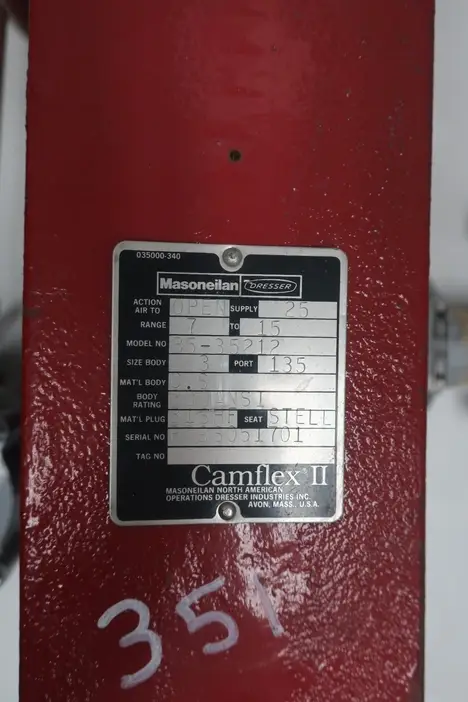 035000-340
Masoneilan DRESSER
ACTION AIR TO OPEN SUPPLY 25
RANGE 7 TO 15
MODEL NO 35-35212
SIZE BODY 3 PORT 135
MAT'L BODY
BODY RATING
MAT'L PLUG SEAT STELL
SERIAL NO
TAG NO
Camflex II
MASONEILAN NORTH AMERICAN
OPERATIONS DRESSER INDUSTRIES INC.
AVON, MASS., U.S.A.
351